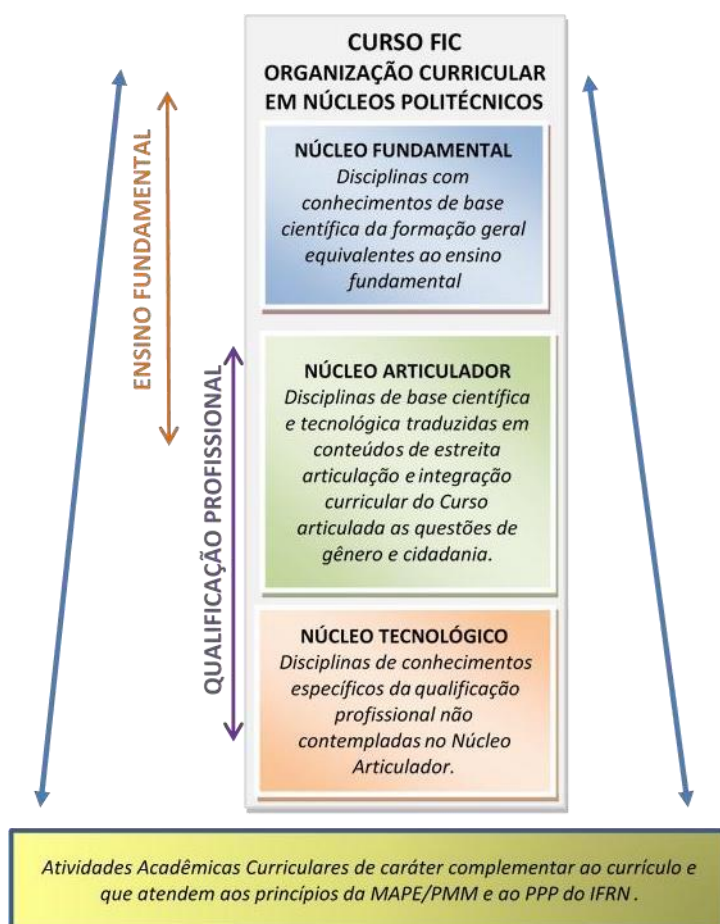 CURSO FIC
ORGANIZAÇÃO CURRICULAR
EM NÚCLEOS POLITÉCNICOS
ENSINO FUNDAMENTAL
NÚCLEO FUNDAMENTAL
Disciplinas com
conhecimentos de base
científica da formação geral
equivalentes ao ensino
fundamental
QUALIFICAÇÃO PROFISSIONAL
NÚCLEO ARTICULADOR
Disciplinas de base científica
e tecnológica traduzidas em
conteúdos de estreita
articulação e integração
curricular do Curso
articulada as questões de
gênero e cidadania.
NÚCLEO TECNOLÓGICO
Disciplinas de conhecimentos
específicos da qualificação
profissional não
contempladas no Núcleo
Articulador.
Atividades Acadêmicas Curriculares de caráter complementar ao currículo e
que atendem aos princípios da MAPE/PMM e ao PPP do IFRN .